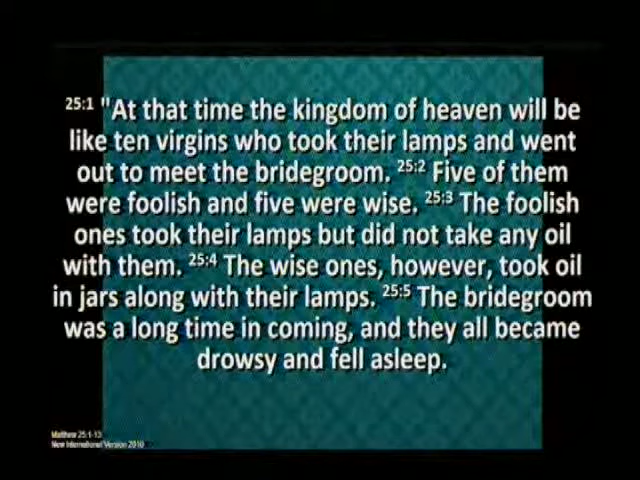 25:1 "At that time the kingdom of heaven will be
like ten virgins who took their lamps and went
out to meet the bridegroom. 25:2 Five of them
were foolish and five were wise. 25:3 The foolish
ones took their lamps but did not take any oil
with them. 25:4 The wise ones, however, took oil
in jars along with their lamps. 25:5 The bridegroom
was a long time in coming, and they all became
drowsy and fell asleep.
Matthew 25:1-13
New International Version 2010